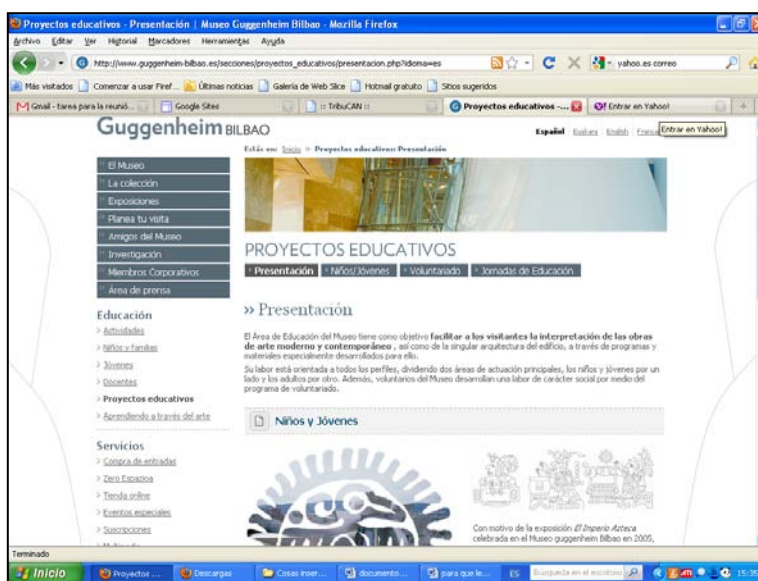 Proyectos educativos - Presentación | Museo Guggenheim Bilbao - Mozilla Firefox
Archivo Editar Ver Historial Marcadores Herramientas Ayuda
http://www.guggenheim-bilbao.es/secciones/proyectos_educativos/presentacion.php?idioma=es
yahoo.es correo
Más visitados Comenzar a usar Firef... Últimas noticias Galería de Web Slice Hotmail gratuito Sitios sugeridos
Gmail - tarea para la reunió... Google Sites :: TribuCAN :: Proyectos educativos -... Entrar en Yahoo!
Entrar en Yahoo!
Guggenheim BILBAO
Español Euskara English
Estás en: Inicio » Proyectos educativos: Presentación
El Museo
La colección
Exposiciones
Planea tu visita
Amigos del Museo
Investigación
Miembros Corporativos
Área de prensa
PROYECTOS EDUCATIVOS
Presentación Niños/Jóvenes Voluntariado Jornadas de Educación
Educación
> Actividades
> Niños y familias
> Jóvenes
> Docentes
> Proyectos educativos
> Aprendiendo a través del arte
Servicios
> Compra de entradas
> Zero Espazioa
> Tienda online
> Eventos especiales
> Suscripciones
» Presentación
El Área de Educación del Museo tiene como objetivo facilitar a los visitantes la interpretación de las obras
de arte moderno y contemporáneo , así como de la singular arquitectura del edificio, a través de programas y
materiales especialmente desarrollados para ello.
Su labor está orientada a todos los perfiles, dividiendo dos áreas de actuación principales, los niños y jóvenes por un
lado y los adultos por otro. Además, voluntarios del Museo desarrollan una labor de carácter social por medio del
programa de voluntariado.
Niños y Jóvenes
Con motivo de la exposición El Imperio Azteca
celebrada en el Museo guggenheim Bilbao en 2005,
Terminado
Inicio Proyectos ... Descargas Cosas inser... documento... para que le... ES Búsqueda en el escritorio 15:35